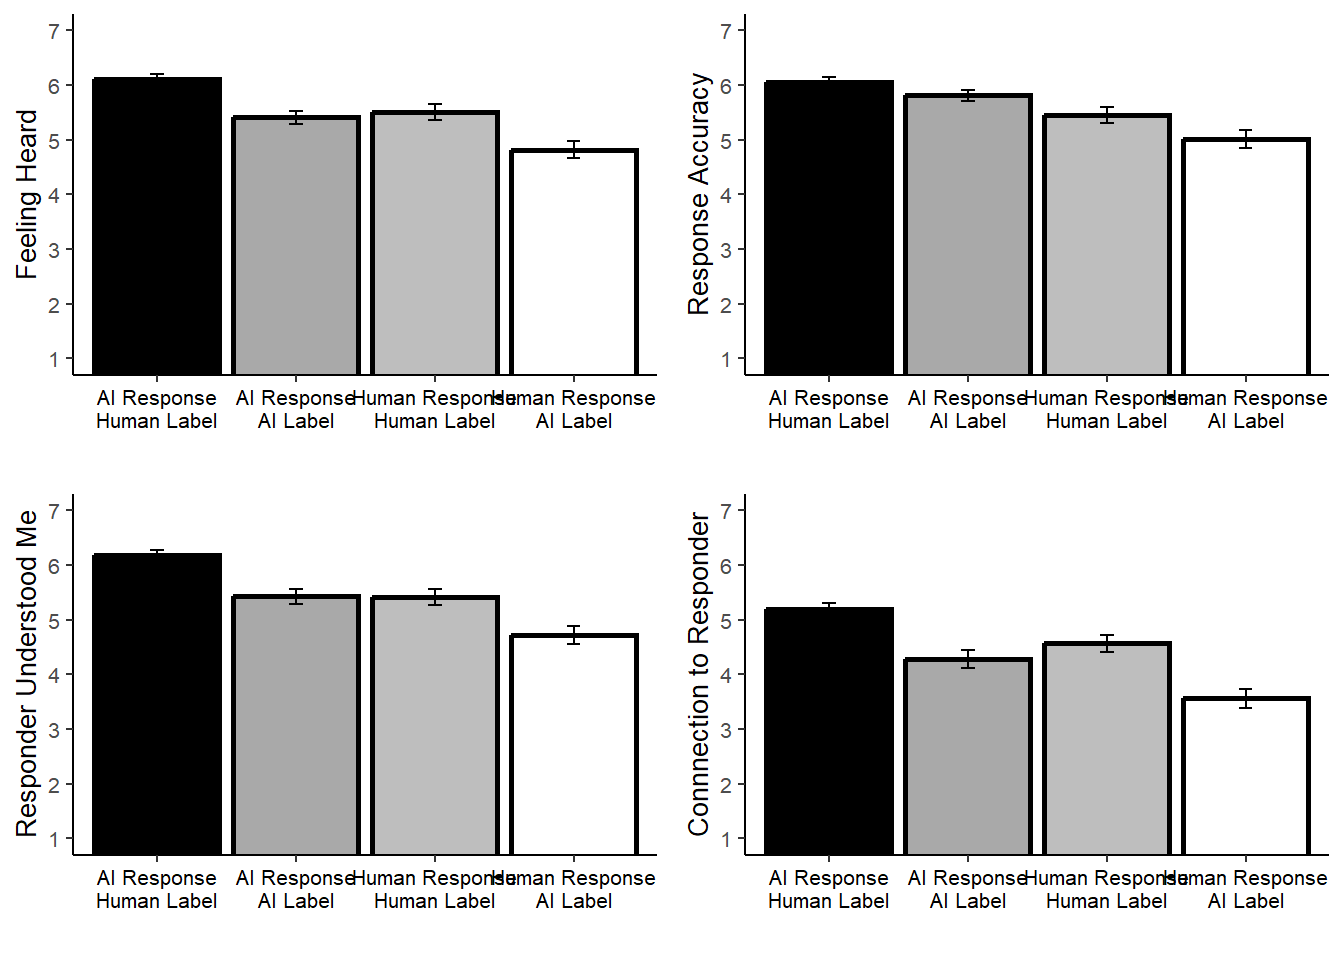 Feeling Heard
7
6
5
4
3
2
1
AI Response
Human Label
AI Response
AI Label
Human Response
Human Label
Human Response
AI Label
Response Accuracy
7
6
5
4
3
2
1
AI Response
Human Label
AI Response
AI Label
Human Response
Human Label
Human Response
AI Label
Responder Understood Me
7
6
5
4
3
2
1
AI Response
Human Label
AI Response
AI Label
Human Response
Human Label
Human Response
AI Label
Connnection to Responder
7
6
5
4
3
2
1
AI Response
Human Label
AI Response
AI Label
Human Response
Human Label
Human Response
AI Label